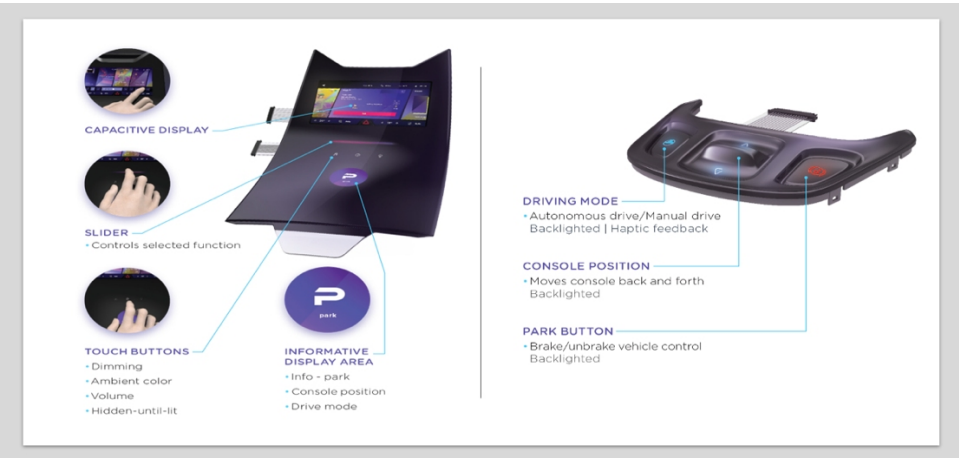 CAPACITIVE DISPLAY
SLIDER
• Controls selected function
TOUCH BUTTONS
• Dimming
• Ambient color
• Volume
• Hidden-until-lit
P
park
INFORMATIVE
DISPLAY AREA
• Info - park
• Console position
• Drive mode
P
DRIVING MODE
• Autonomous drive/Manual drive
Backlighted | Haptic feedback
CONSOLE POSITION
• Moves console back and forth
Backlighted
PARK BUTTON
• Brake/unbrake vehicle control
Backlighted